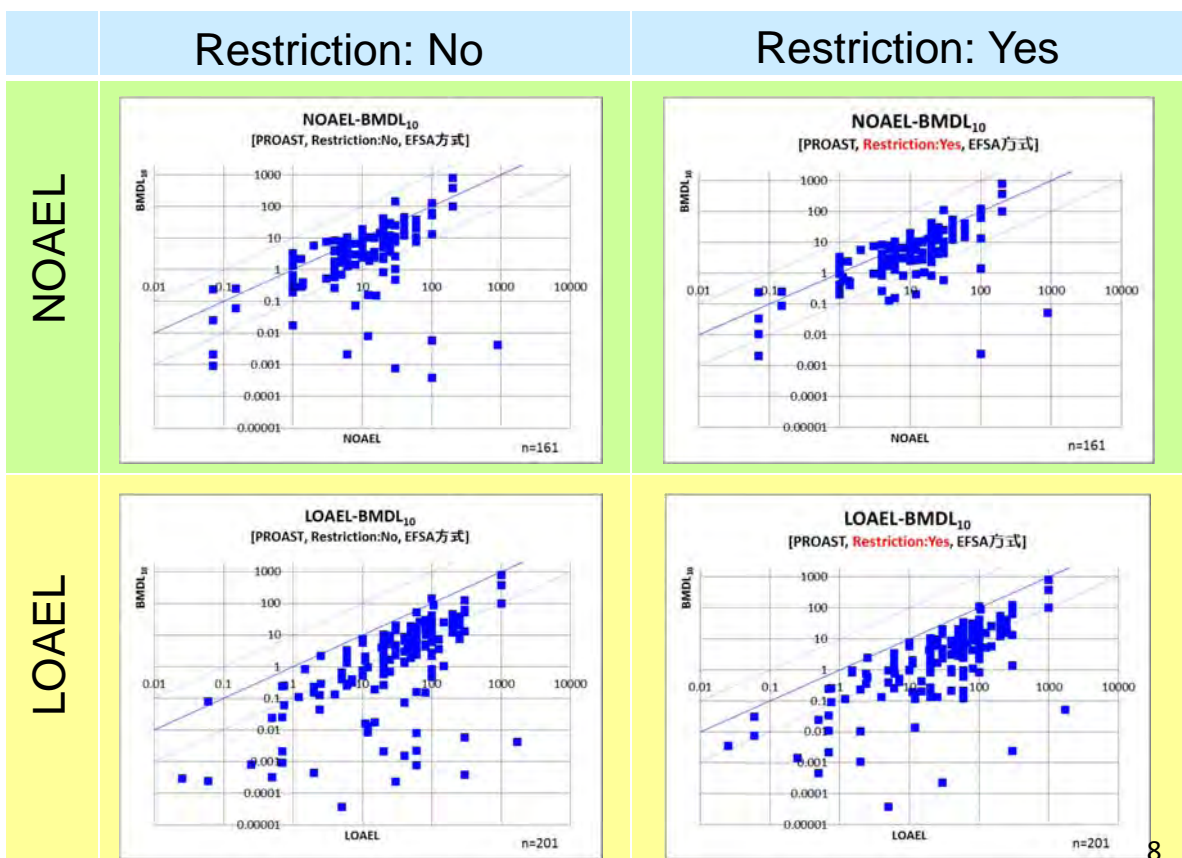 Restriction: No
Restriction: Yes
NOAEL
NOAEL-BMDL₁₀
[PROAST, Restriction:No, EFSA方式]
BMDL₁₀
1000
100
10
1
0.01 0.1 1 10 100 1000 10000
0.1
0.01
0.001
0.0001
0.00001
NOAEL
n=161
NOAEL-BMDL₁₀
[PROAST, Restriction:Yes, EFSA方式]
BMDL₁₀
1000
100
10
1
0.01 0.1 1 10 100 1000 10000
0.1
0.01
0.001
0.0001
0.00001
NOAEL
n=161
LOAEL
LOAEL-BMDL₁₀
[PROAST, Restriction:No, EFSA方式]
BMDL₁₀
1000
100
10
1
0.01 0.1 1 10 100 1000 10000
0.1
0.01
0.001
0.0001
0.00001
LOAEL
n=201
LOAEL-BMDL₁₀
[PROAST, Restriction:Yes, EFSA方式]
BMDL₁₀
1000
100
10
1
0.01 0.1 1 10 100 1000 10000
0.1
0.01
0.001
0.0001
0.00001
LOAEL
n=201
8